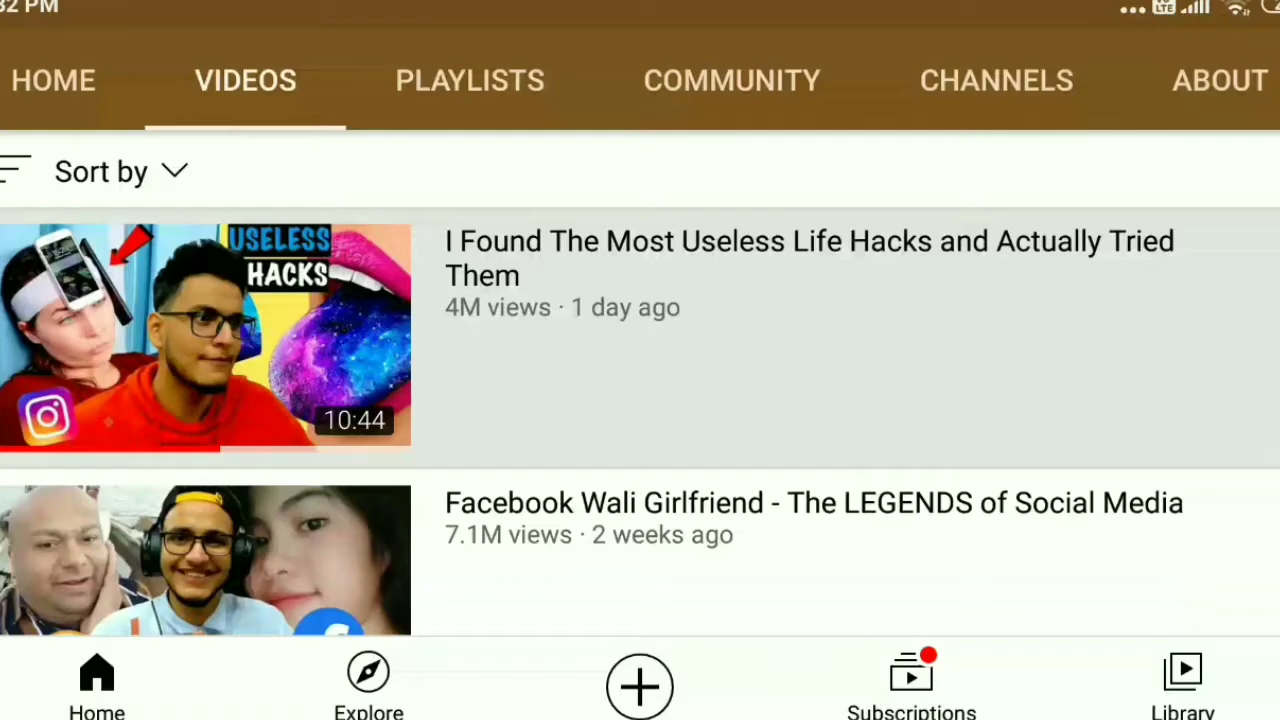 32 PM
HOME VIDEOS PLAYLISTS COMMUNITY CHANNELS ABOUT
Sort by
USELESS
HACKS
10:44
I Found The Most Useless Life Hacks and Actually Tried
Them
4M views · 1 day ago
Facebook Wali Girlfriend - The LEGENDS of Social Media
7.1M views · 2 weeks ago
Home Explore Subscriptions Library